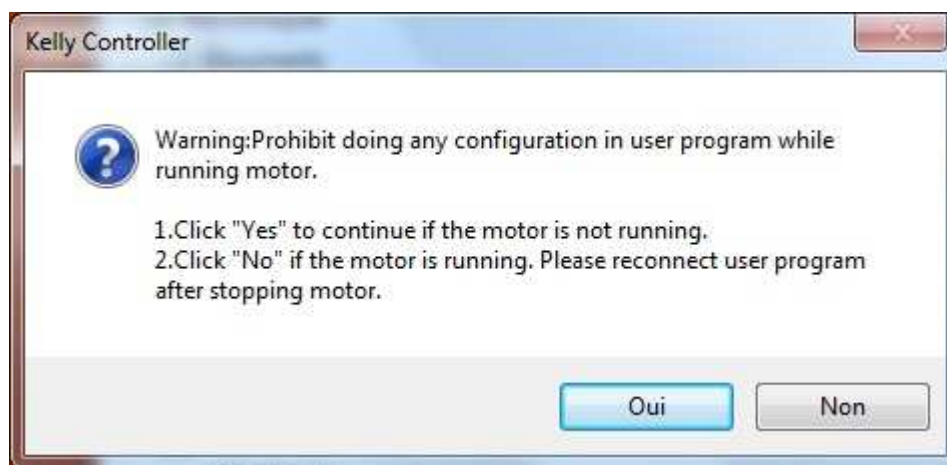 Kelly Controller
Warning:Prohibit doing any configuration in user program while
running motor.
1.Click "Yes" to continue if the motor is not running.
2.Click "No" if the motor is running. Please reconnect user program
after stopping motor.
Oui
Non